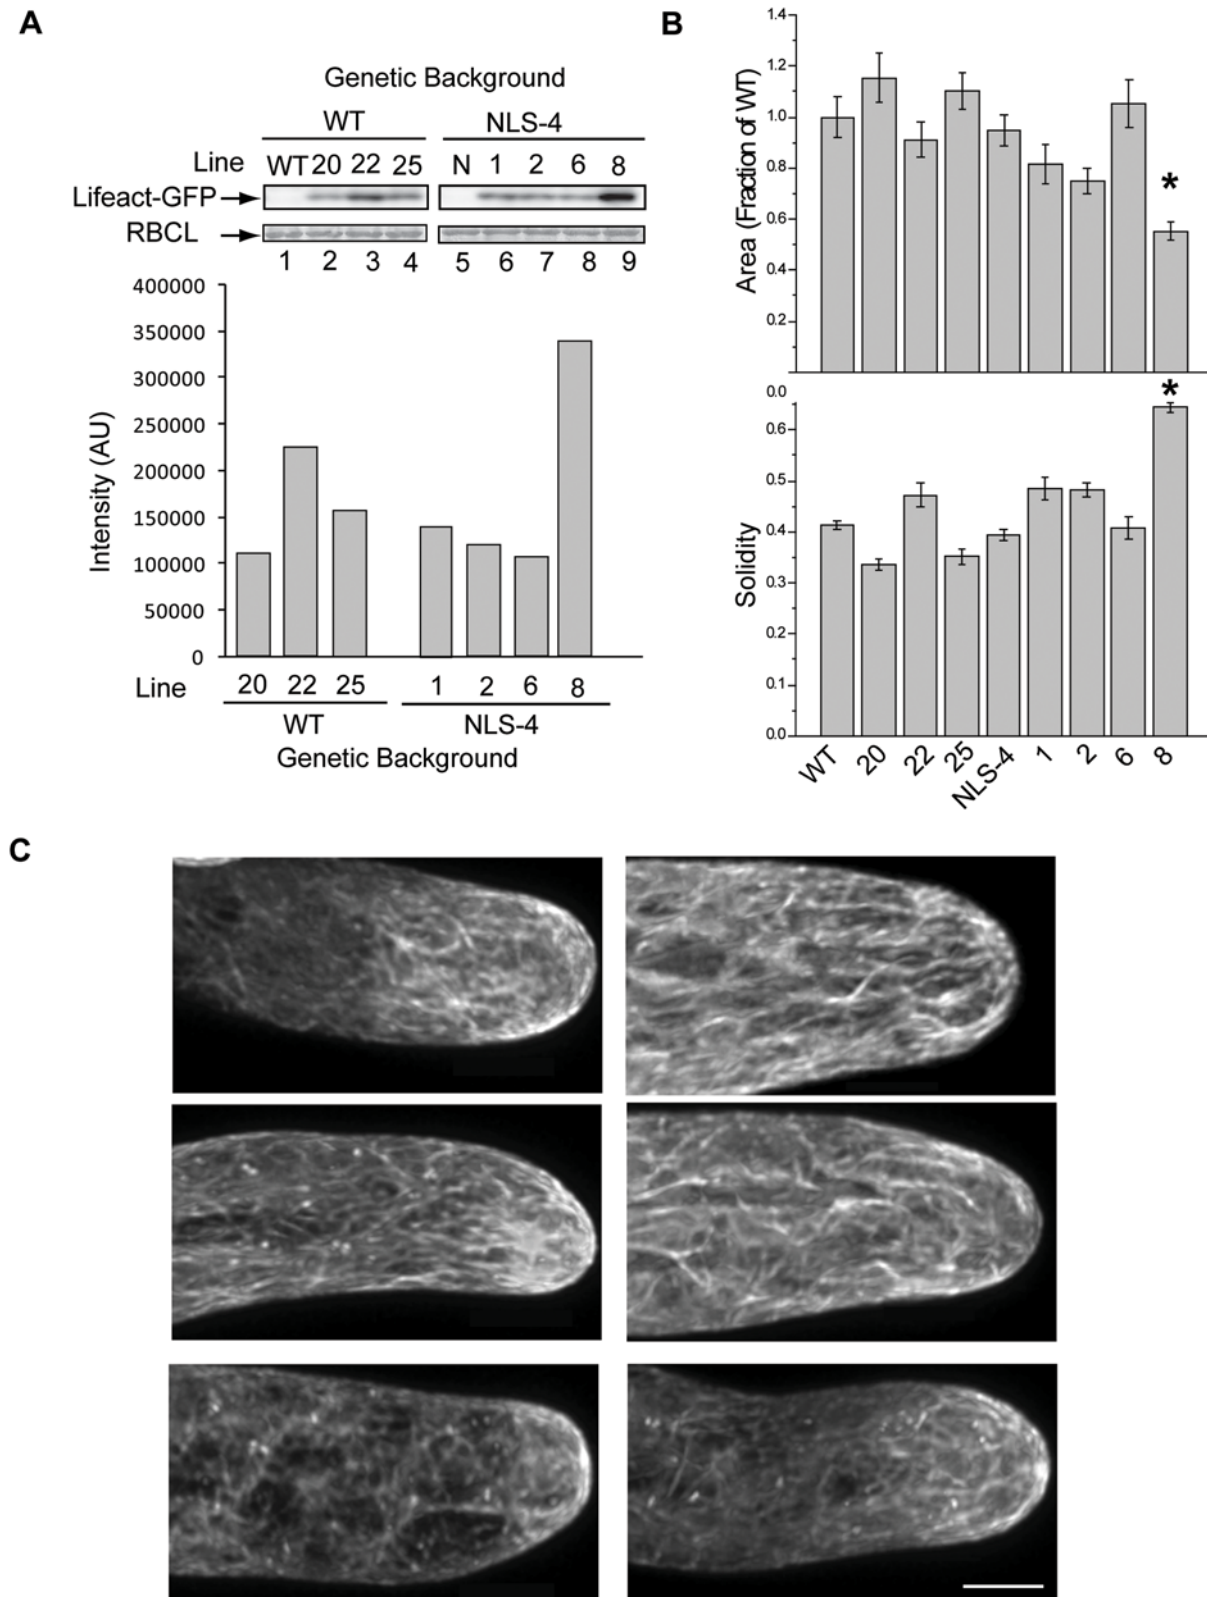 A
Genetic Background
WT NLS-4
Line WT 20 22 25 N 1 2 6 8
Lifeact-GFP
RBCL
1 2 3 4 5 6 7 8 9
400000
350000
300000
250000
200000
150000
100000
50000
0
Intensity (AU)
Line 20 22 25 1 2 6 8
WT NLS-4
Genetic Background
B
1.4
1.2
1.0
0.8
0.6
1.4
1.2
0.0
Area (Fraction of WT)
*
*
0.6
0.5
0.4
0.3
0.2
0.1
0.0
Solidity
WT 20 22 25 NLS-4 1 2 6 8
C